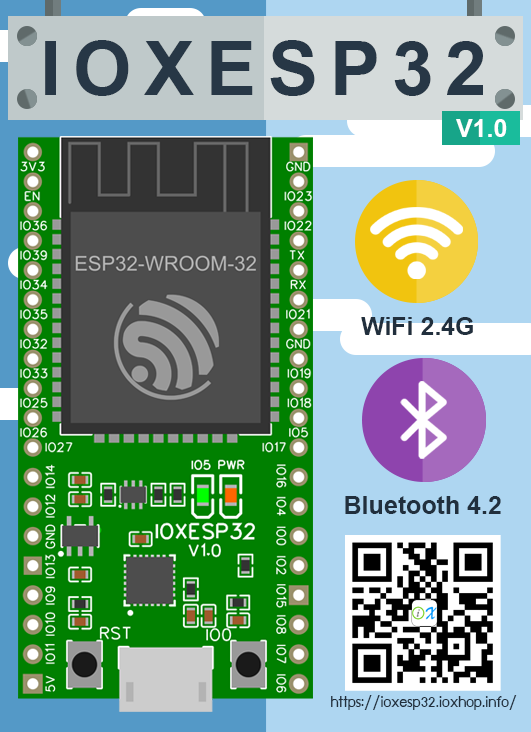 IOXESP32
V1.0
3V3
EN
IO36
IO39
IO34
IO35
IO32
IO33
IO25
IO26
IO27
IO14
IO12
GND
IO13
IO9
IO10
IO11
5V
ESP32-WROOM-32
IO5 PWR
IOXESP32
V1.0
RST
IO0
GND
IO23
IO22
TX
RX
IO21
GND
IO19
IO18
IO5
IO17
IO16
IO4
IO0
IO2
IO15
IO8
IO7
IO6
WiFi 2.4G
Bluetooth 4.2
iX
https://ioxesp32.ioxhop.info/